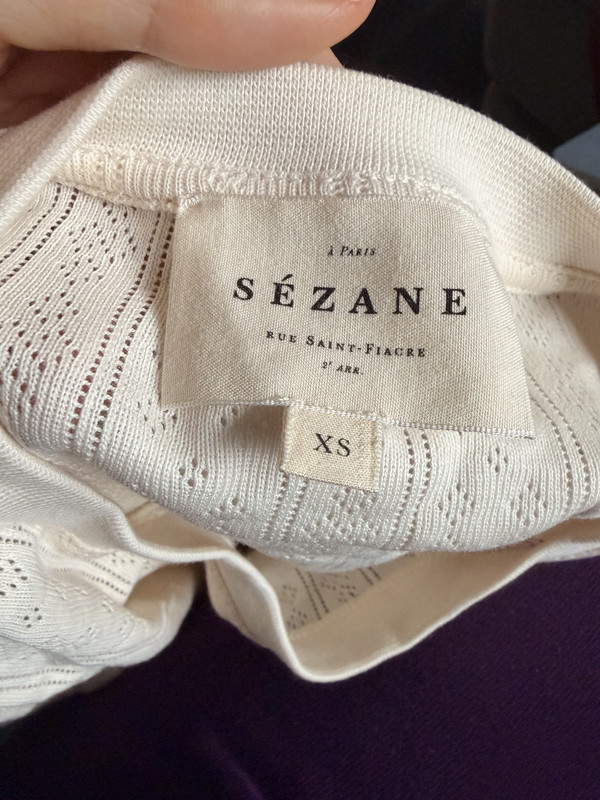 à Paris
SÉZANE
rue Saint-Fiacre
2e arr.
XS